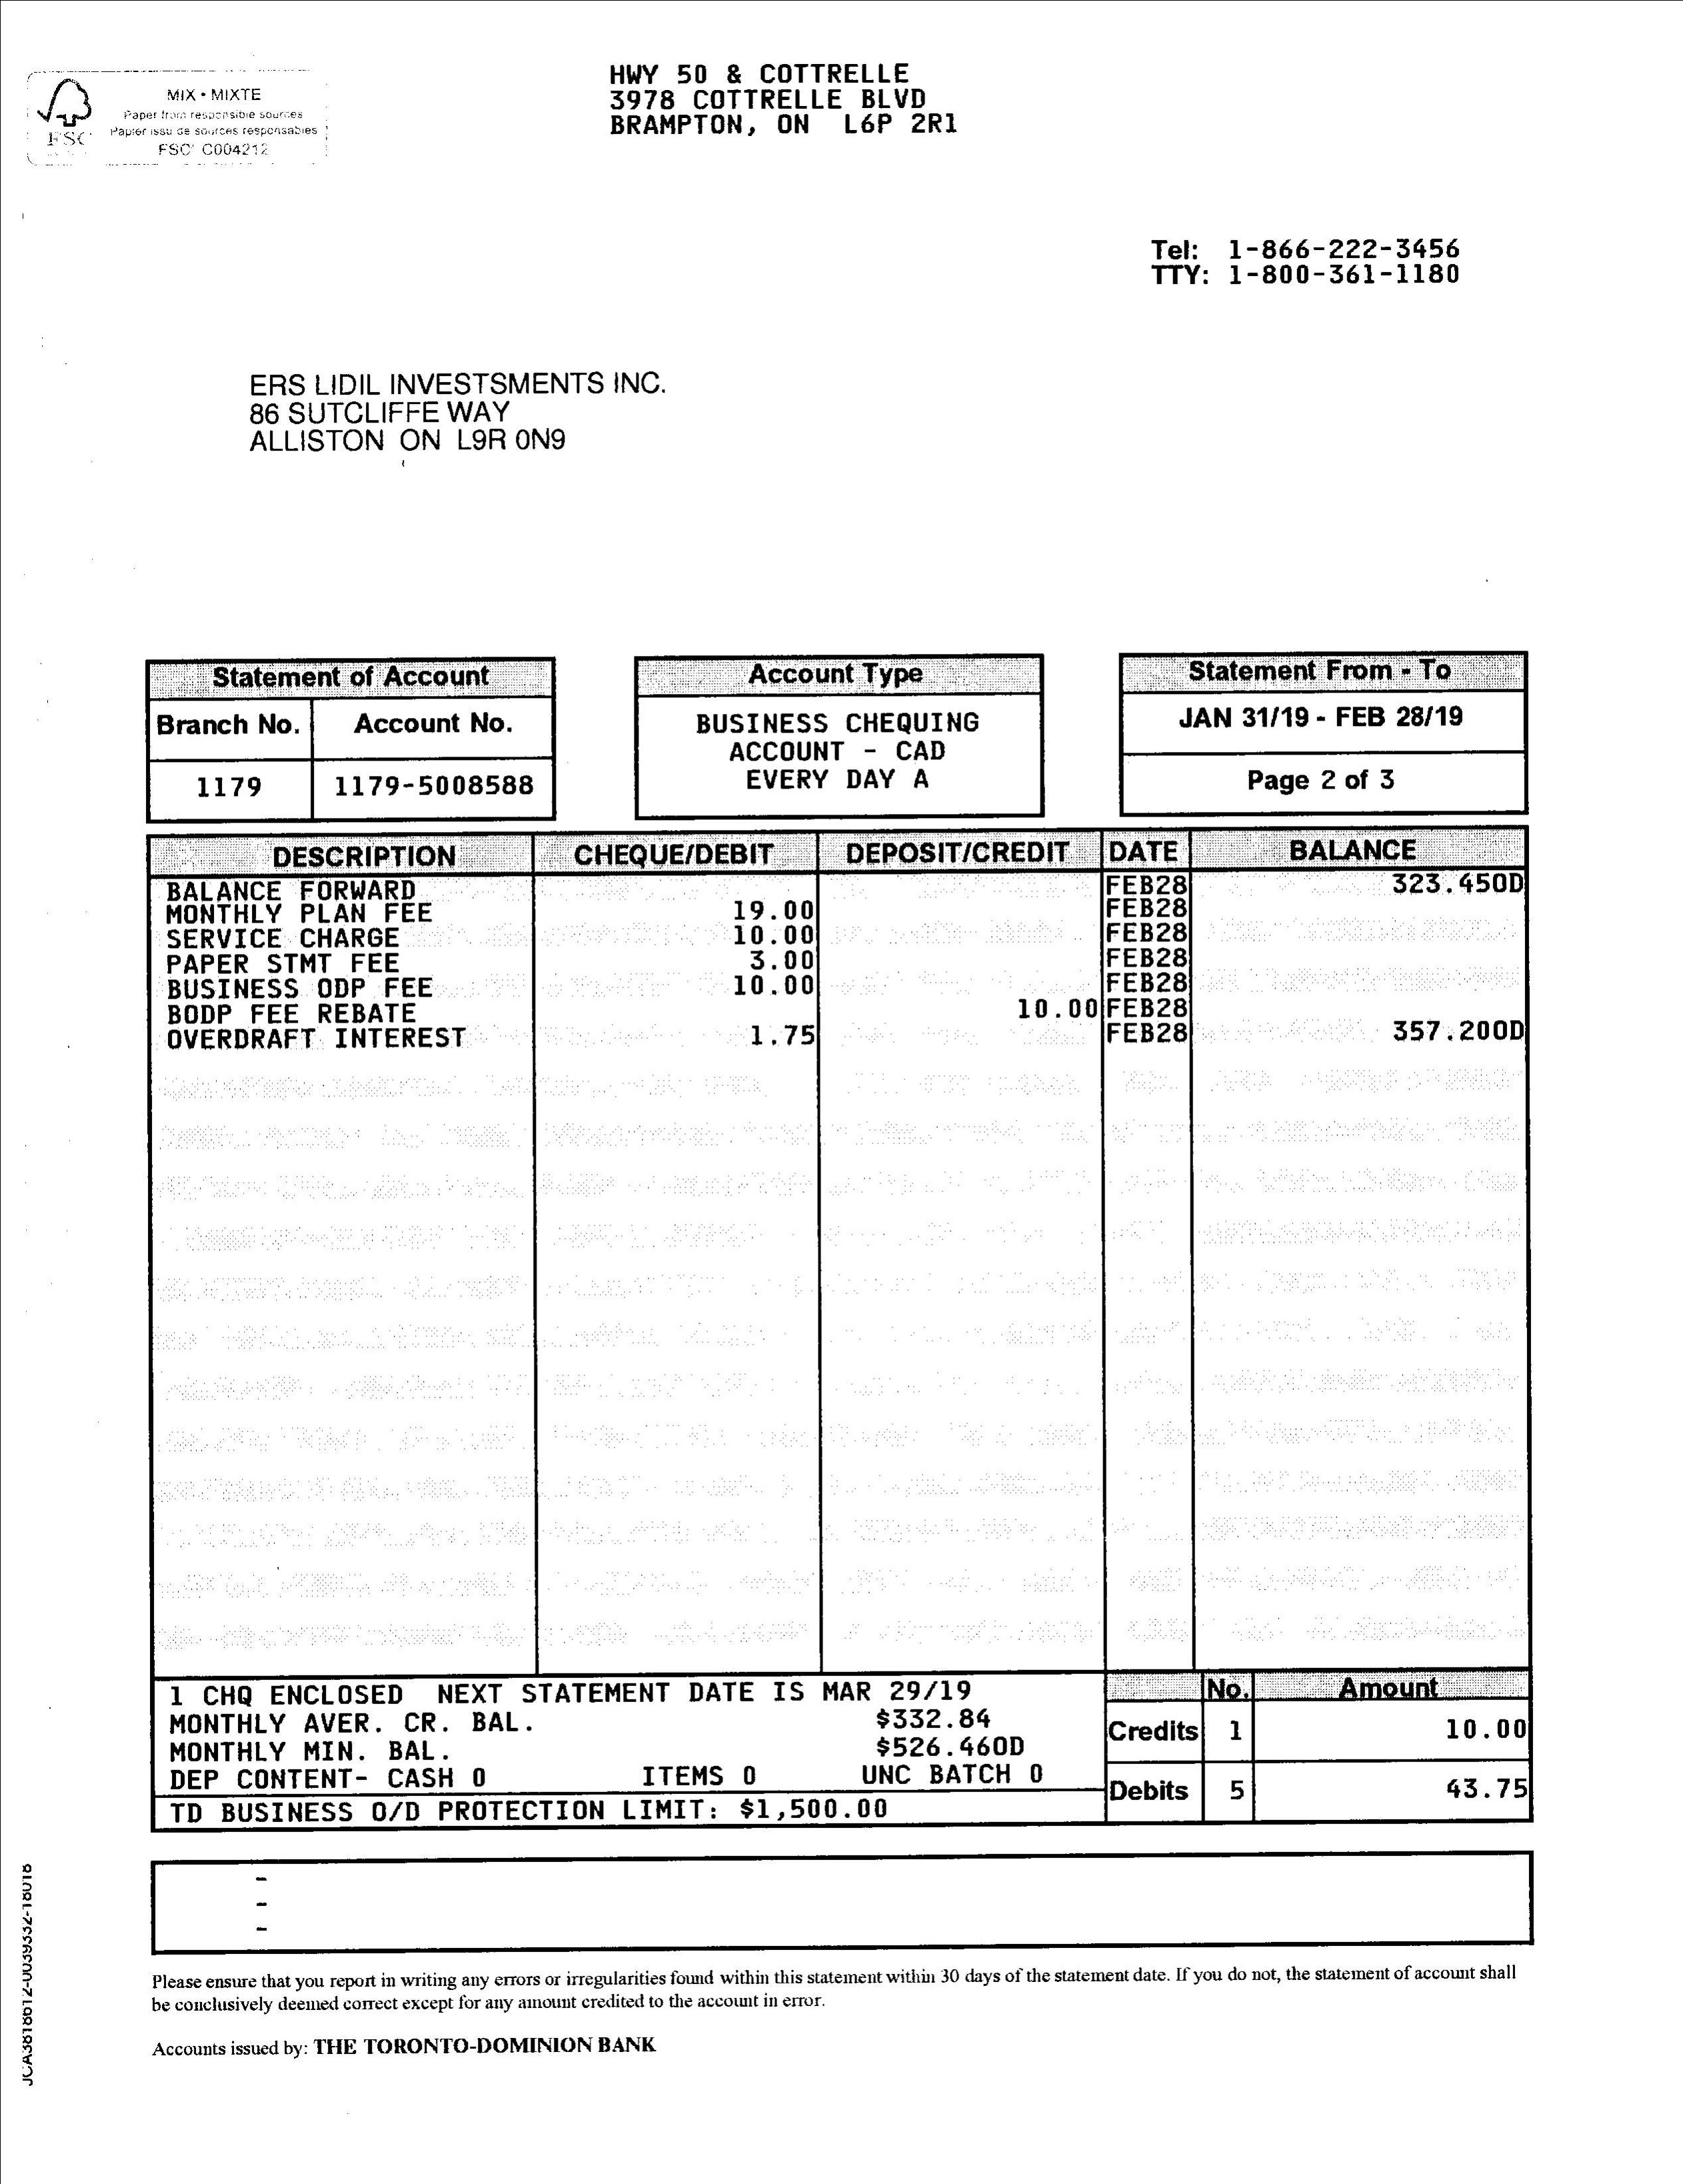 MIX • MIXTE
Paper from responsible sources
Papier issu de sources responsables
FSC
FSC® C004212
HWY 50 & COTTRELLE
3978 COTTRELLE BLVD
BRAMPTON, ON L6P 2R1
Tel: 1-866-222-3456
TTY: 1-800-361-1180
ERS LIDIL INVESTSMENTS INC.
86 SUTCLIFFE WAY
ALLISTON ON L9R 0N9
Statement of Account
Branch No. Account No.
1179 1179-5008588
Account Type
BUSINESS CHEQUING
ACCOUNT - CAD
EVERY DAY A
Statement From - To
JAN 31/19 - FEB 28/19
Page 2 of 3
DESCRIPTION CHEQUE/DEBIT DEPOSIT/CREDIT DATE BALANCE
BALANCE FORWARD FEB28 323.45OD
MONTHLY PLAN FEE 19.00 FEB28
SERVICE CHARGE 10.00 FEB28
PAPER STMT FEE 3.00 FEB28
BUSINESS ODP FEE 10.00 FEB28
BODP FEE REBATE 10.00 FEB28
OVERDRAFT INTEREST 1.75 FEB28 357.20OD
1 CHQ ENCLOSED NEXT STATEMENT DATE IS MAR 29/19
MONTHLY AVER. CR. BAL. $332.84
MONTHLY MIN. BAL. $526.46OD
DEP CONTENT- CASH 0 ITEMS 0 UNC BATCH 0
TD BUSINESS O/D PROTECTION LIMIT: $1,500.00
No. Amount
Credits 1 10.00
Debits 5 43.75
-
-
-
Please ensure that you report in writing any errors or irregularities found within this statement within 30 days of the statement date. If you do not, the statement of account shall
be conclusively deemed correct except for any amount credited to the account in error.
Accounts issued by: THE TORONTO-DOMINION BANK